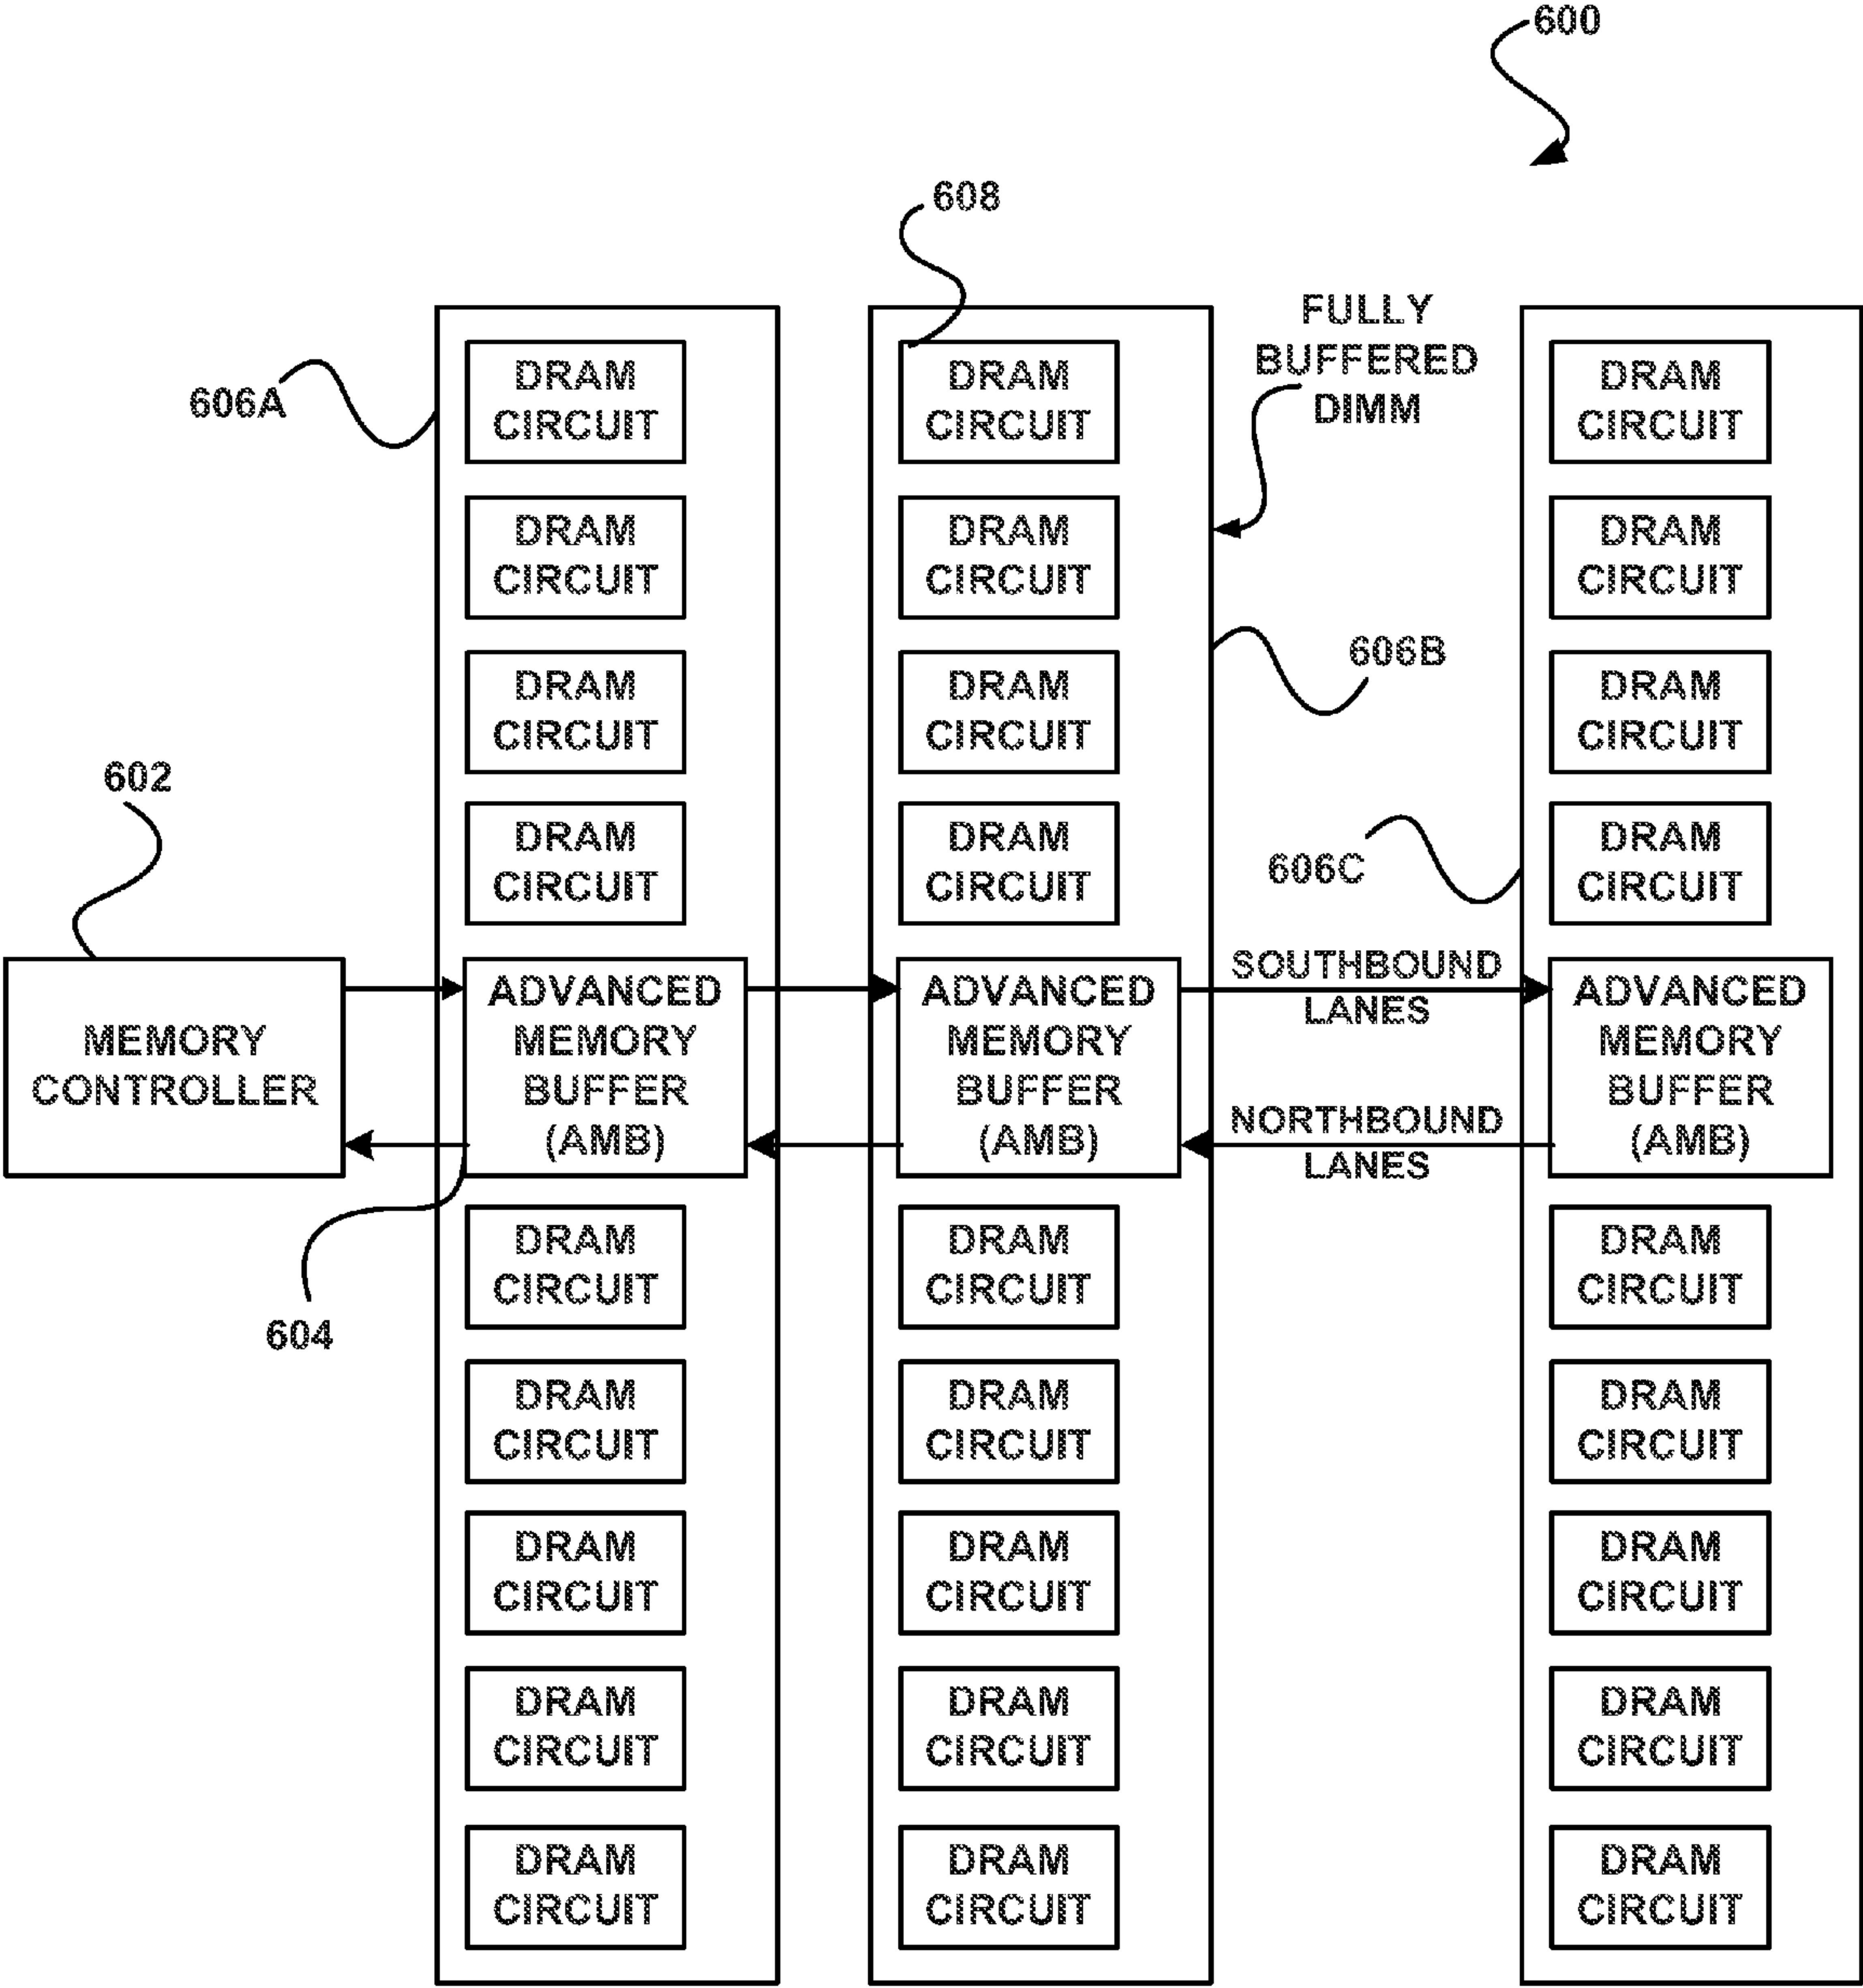 600
608
FULLY
BUFFERED
DIMM
606A
DRAM
CIRCUIT
DRAM
CIRCUIT
DRAM
CIRCUIT
DRAM
CIRCUIT
DRAM
CIRCUIT
DRAM
CIRCUIT
606B
DRAM
CIRCUIT
DRAM
CIRCUIT
DRAM
CIRCUIT
602
606C
DRAM
CIRCUIT
DRAM
CIRCUIT
DRAM
CIRCUIT
MEMORY
CONTROLLER
ADVANCED
MEMORY
BUFFER
(AMB)
ADVANCED
MEMORY
BUFFER
(AMB)
SOUTHBOUND
LANES
NORTHBOUND
LANES
ADVANCED
MEMORY
BUFFER
(AMB)
604
DRAM
CIRCUIT
DRAM
CIRCUIT
DRAM
CIRCUIT
DRAM
CIRCUIT
DRAM
CIRCUIT
DRAM
CIRCUIT
DRAM
CIRCUIT
DRAM
CIRCUIT
DRAM
CIRCUIT
DRAM
CIRCUIT
DRAM
CIRCUIT
DRAM
CIRCUIT
DRAM
CIRCUIT
DRAM
CIRCUIT
DRAM
CIRCUIT